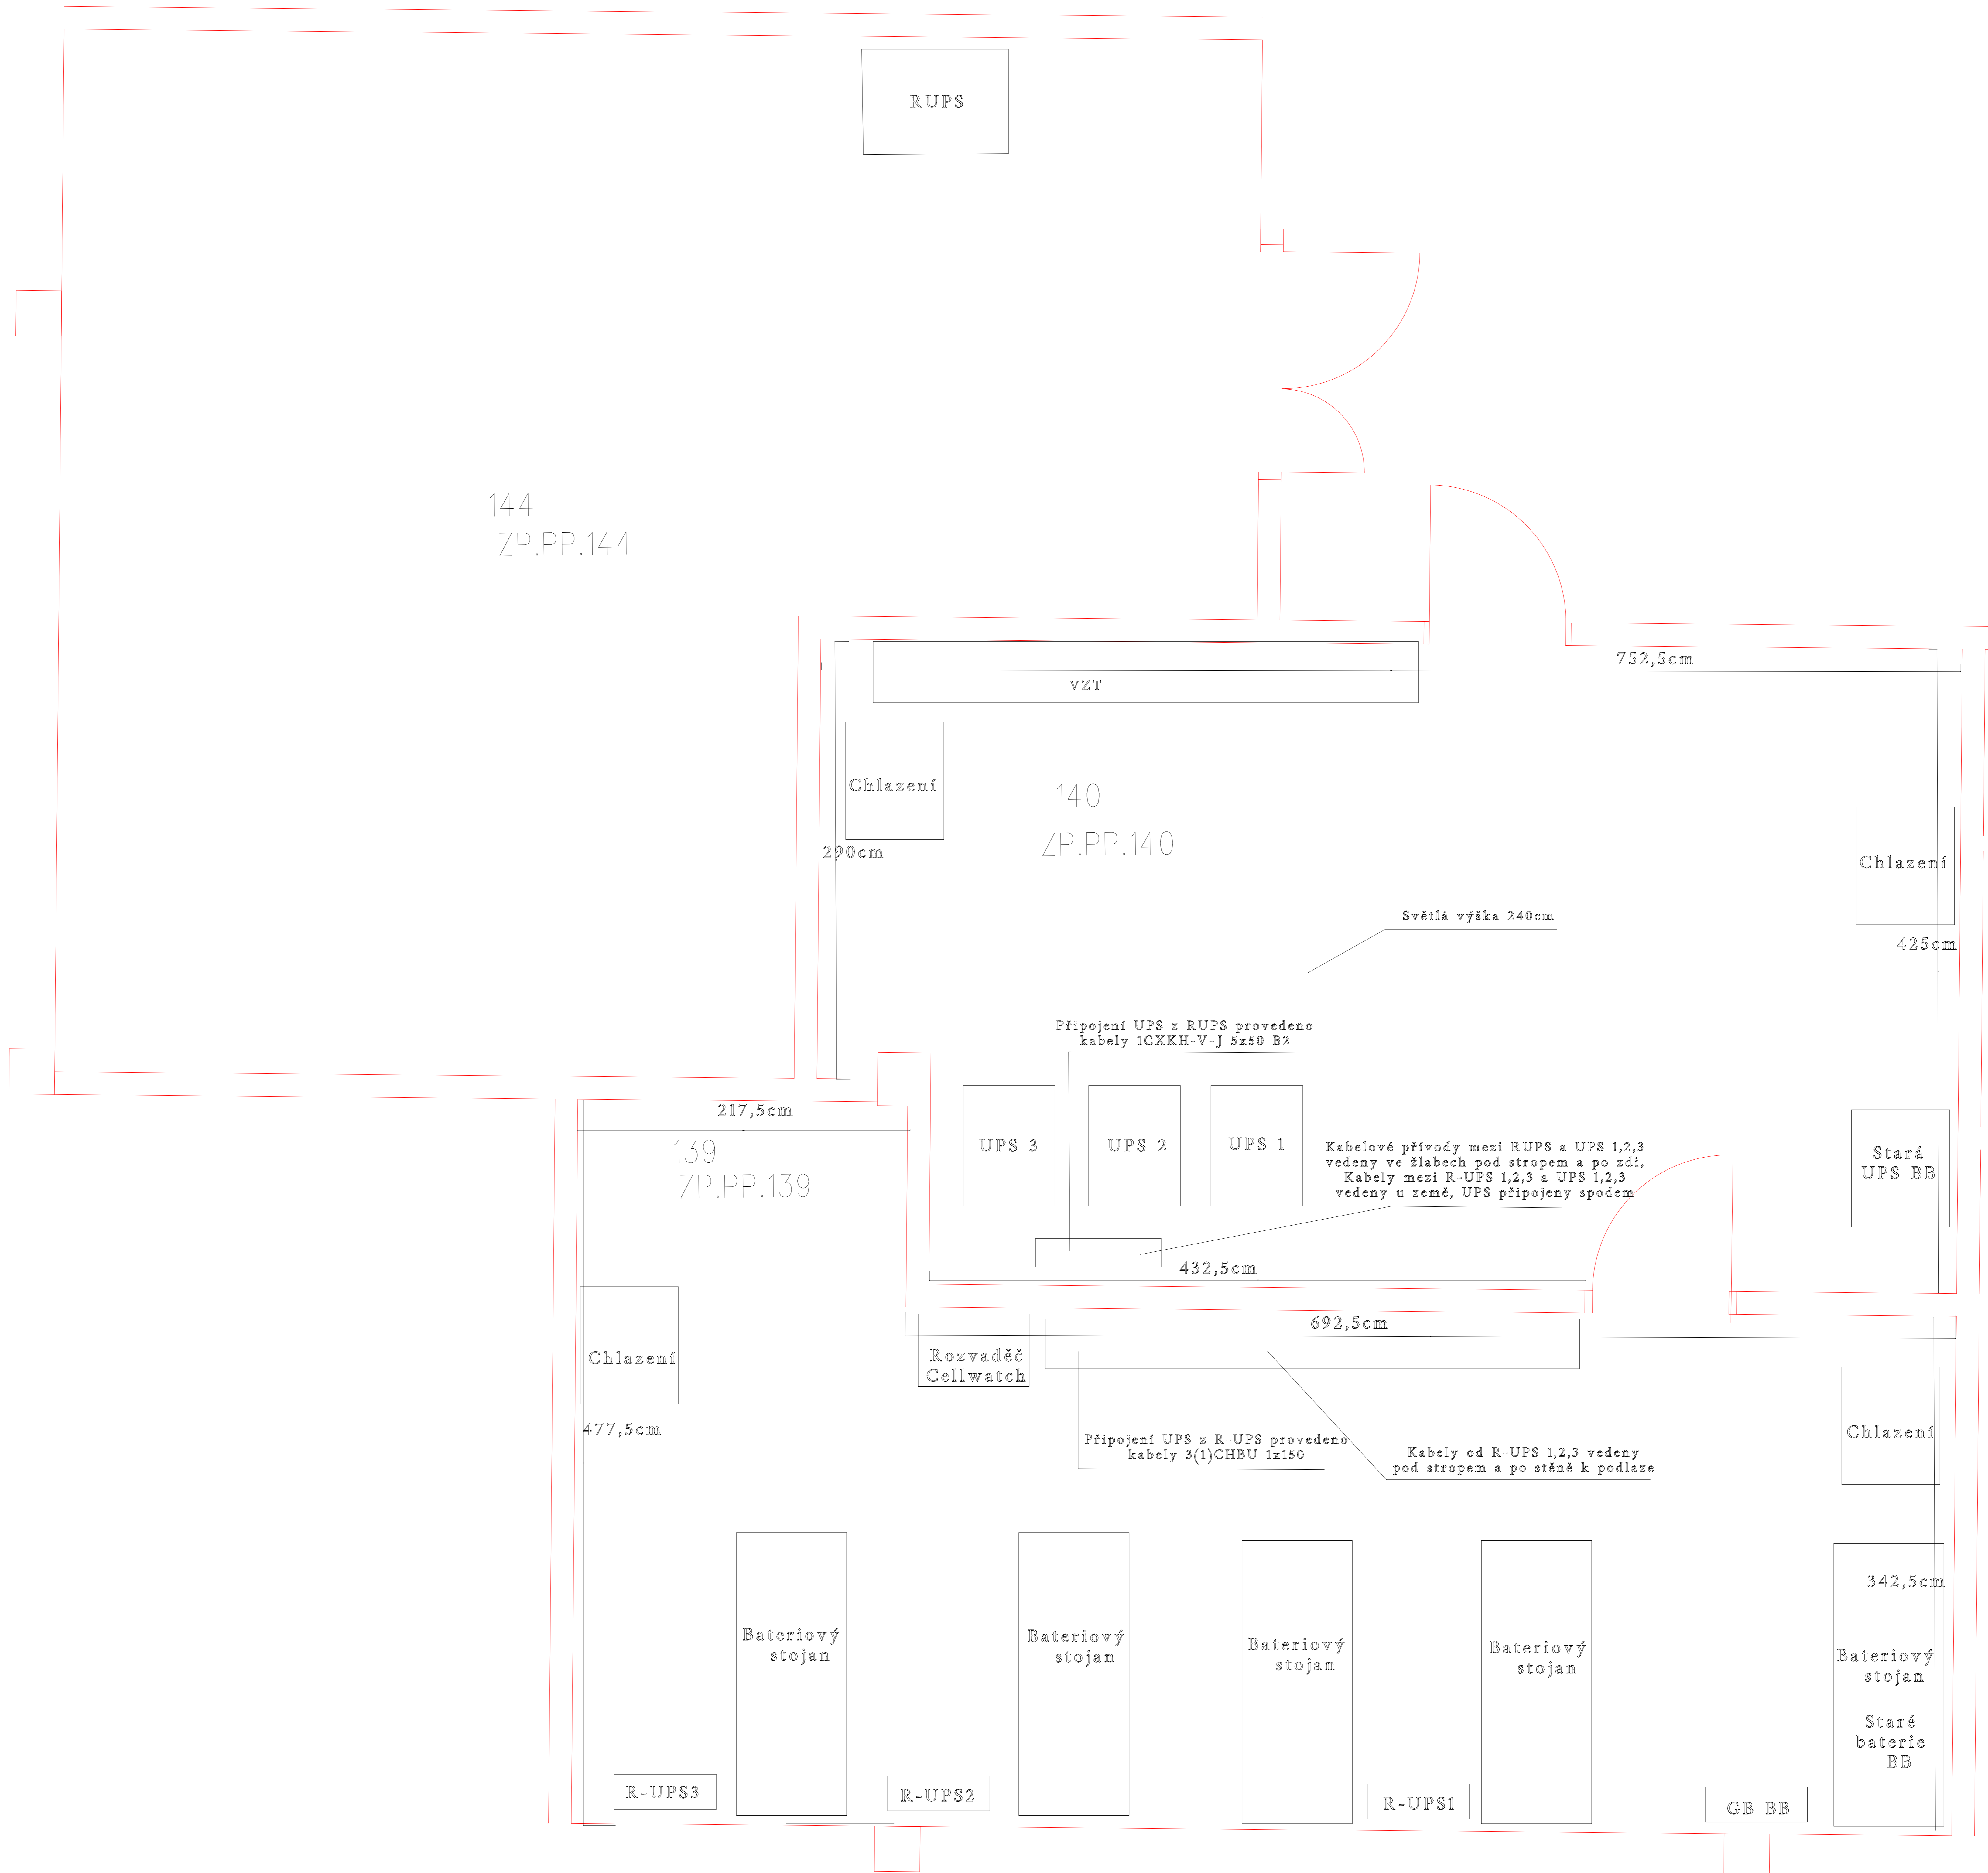 RUPS
144
ZP.PP.144
752,5cm
VZT
Chlazení
140
ZP.PP.140
290cm
Chlazení
Světlá výška 240cm
425cm
Připojení UPS z RUPS provedeno
kabely 1CXKH-V-J 5x50 B2
217,5cm
139
ZP.PP.139
UPS 3
UPS 2
UPS 1
Kabelové přívody mezi RUPS a UPS 1,2,3
vedeny ve žlabech pod stropem a po zdi,
Kabely mezi R-UPS 1,2,3 a UPS 1,2,3
vedeny u země, UPS připojeny spodem
Stará
UPS BB
432,5cm
692,5cm
Chlazení
Rozvaděč
Cellwatch
477,5cm
Připojení UPS z R-UPS provedeno
kabely 3(1)CHBU 1x150
Kabely od R-UPS 1,2,3 vedeny
pod stropem a po stěně k podlaze
Chlazení
342,5cm
Bateriový
stojan
Bateriový
stojan
Bateriový
stojan
Bateriový
stojan
Bateriový
stojan
Staré
baterie
BB
R-UPS3
R-UPS2
R-UPS1
GB BB